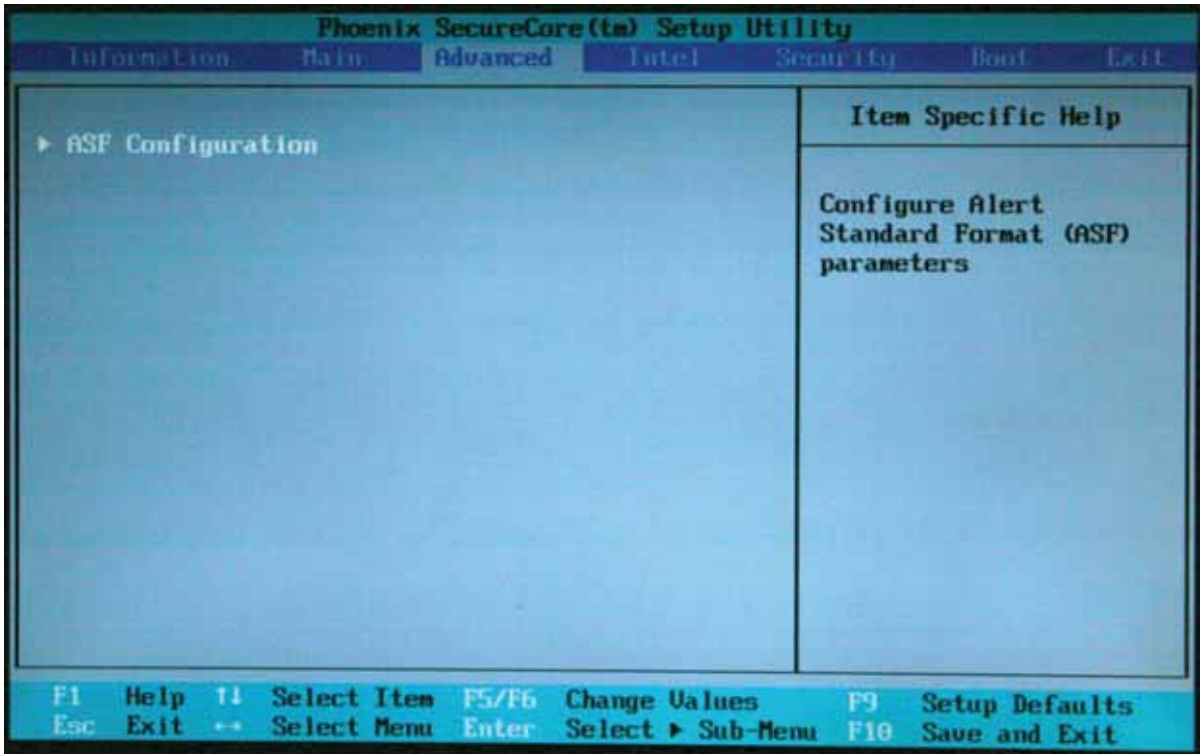 Phoenix SecureCore(tm) Setup Utility
Information Main Advanced Intel Security Boot Exit
Item Specific Help
▶ ASF Configuration
Configure Alert
Standard Format (ASF)
parameters
F1 Help ↑↓ Select Item F5/F6 Change Values F9 Setup Defaults
Esc Exit ↔ Select Menu Enter Select ▶ Sub-Menu F10 Save and Exit